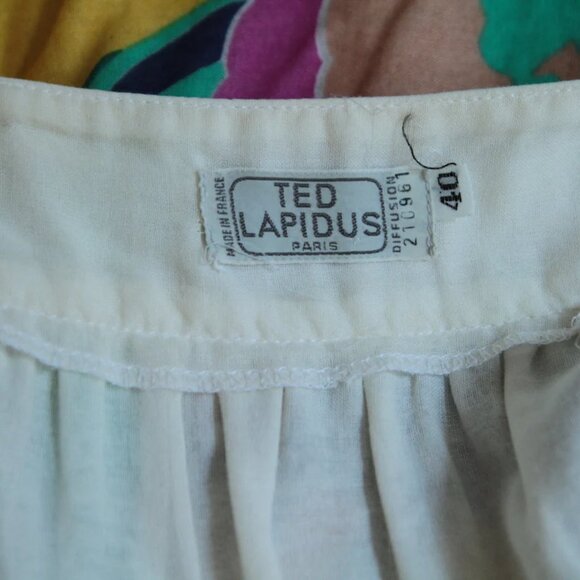 MADE IN FRANCE
TED
LAPIDUS
PARIS
DIFFUSION
210961
40